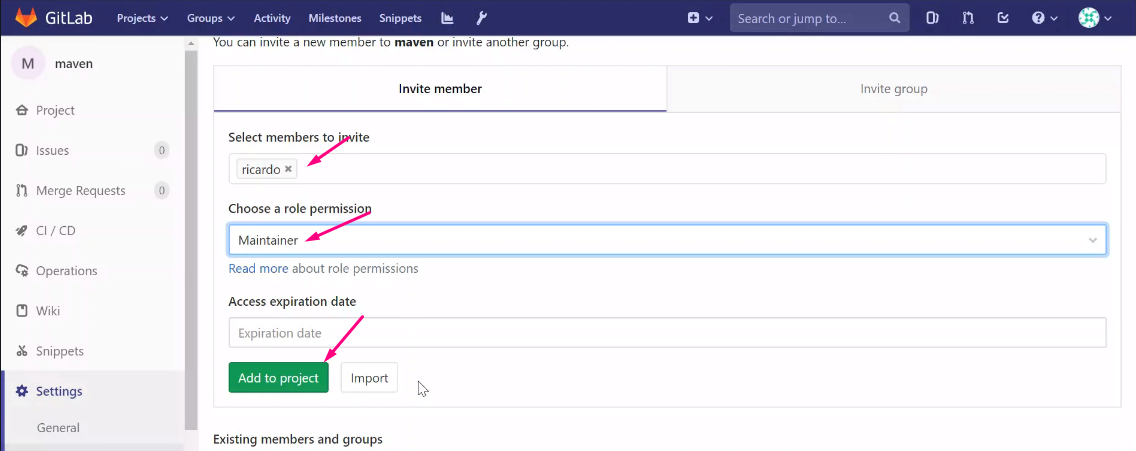 GitLab Projects Groups Activity Milestones Snippets Search or jump to...
You can invite a new member to maven or invite another group.
M maven
Invite member Invite group
Project
Select members to invite
Issues 0
ricardo ×
Merge Requests 0
Choose a role permission
CI / CD
Maintainer
Operations
Read more about role permissions
Access expiration date
Wiki
Expiration date
Snippets
Add to project Import
Settings
General
Existing members and groups